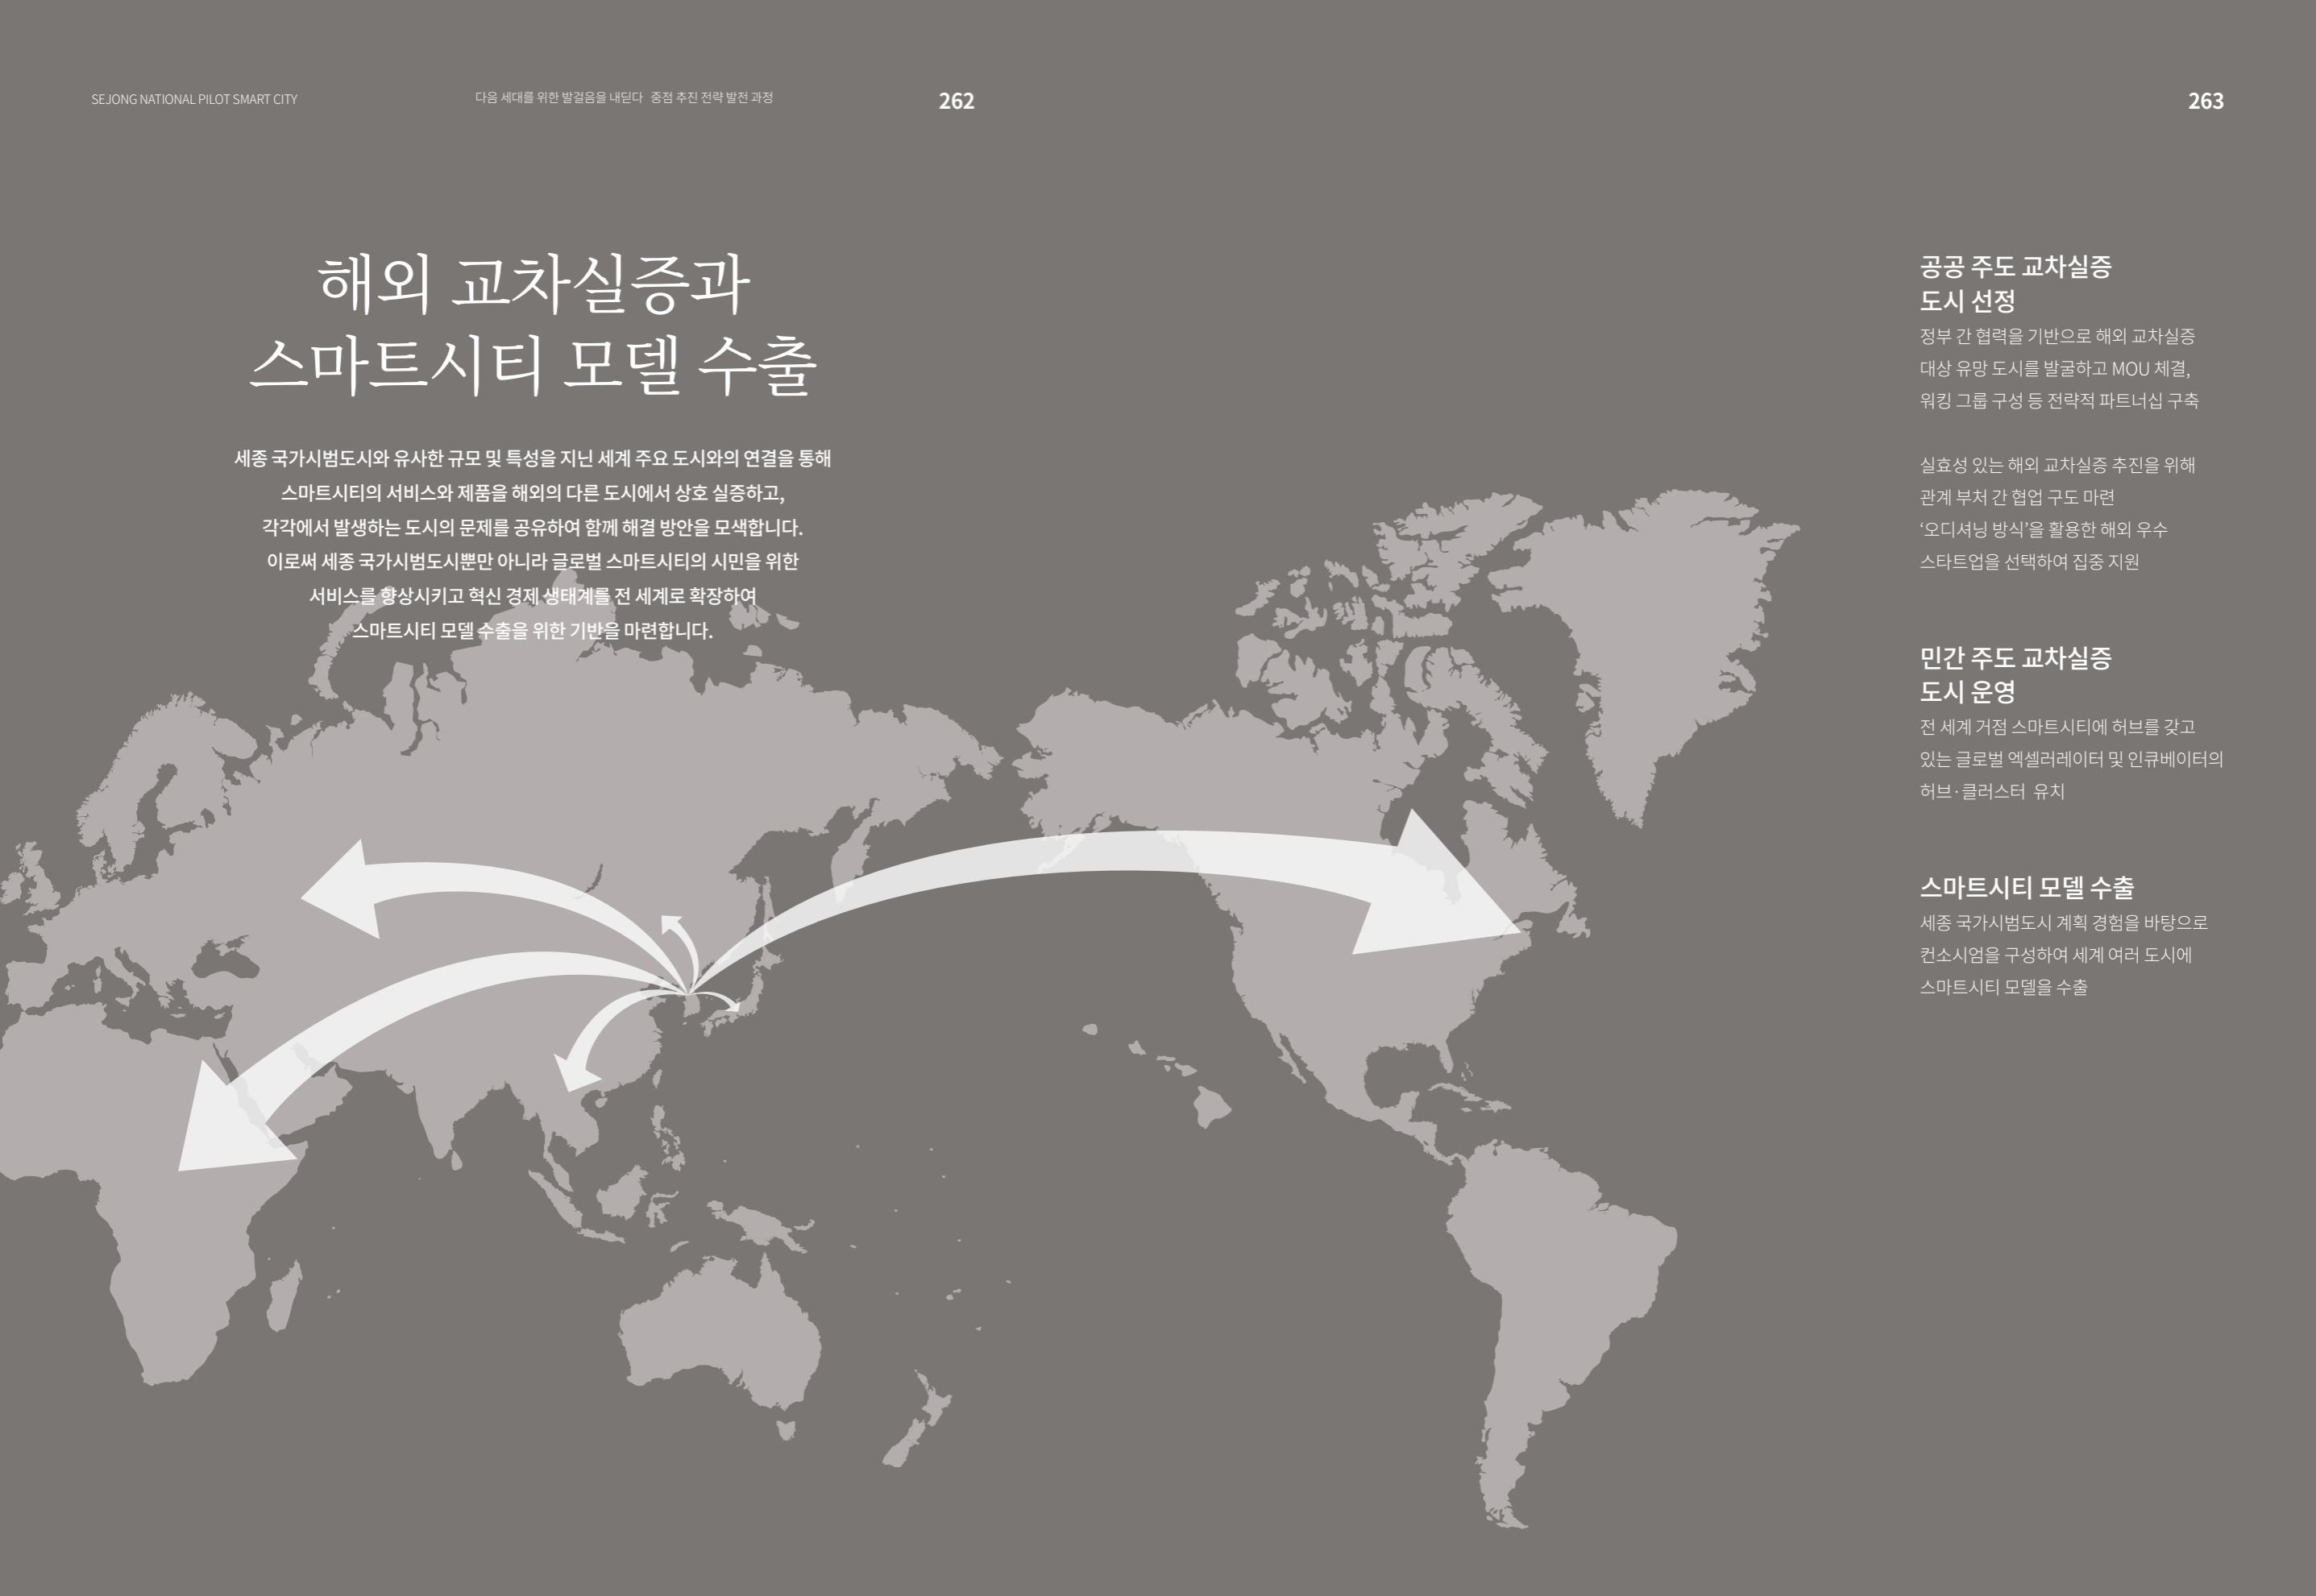 SEJONG NATIONAL PILOT SMART CITY
다음 세대를 위한 발걸음을 내딛다 중점 추진 전략 발전 과정
262
263
해외 교차실증과
스마트시티 모델 수출
세종 국가시범도시와 유사한 규모 및 특성을 지닌 세계 주요 도시와의 연결을 통해
스마트시티의 서비스와 제품을 해외의 다른 도시에서 상호 실증하고,
각각에서 발생하는 도시의 문제를 공유하여 함께 해결 방안을 모색합니다.
이로써 세종 국가시범도시뿐만 아니라 글로벌 스마트시티의 시민을 위한
서비스를 향상시키고 혁신 경제 생태계를 전 세계로 확장하여
스마트시티 모델 수출을 위한 기반을 마련합니다.
공공 주도 교차실증
도시 선정
정부 간 협력을 기반으로 해외 교차실증
대상 유망 도시를 발굴하고 MOU 체결,
워킹 그룹 구성 등 전략적 파트너십 구축
실효성 있는 해외 교차실증 추진을 위해
관계 부처 간 협업 구도 마련
‘오디셔닝 방식’을 활용한 해외 우수
스타트업을 선택하여 집중 지원
민간 주도 교차실증
도시 운영
전 세계 거점 스마트시티에 허브를 갖고
있는 글로벌 엑셀러레이터 및 인큐베이터의
허브·클러스터 유치
스마트시티 모델 수출
세종 국가시범도시 계획 경험을 바탕으로
컨소시엄을 구성하여 세계 여러 도시에
스마트시티 모델을 수출